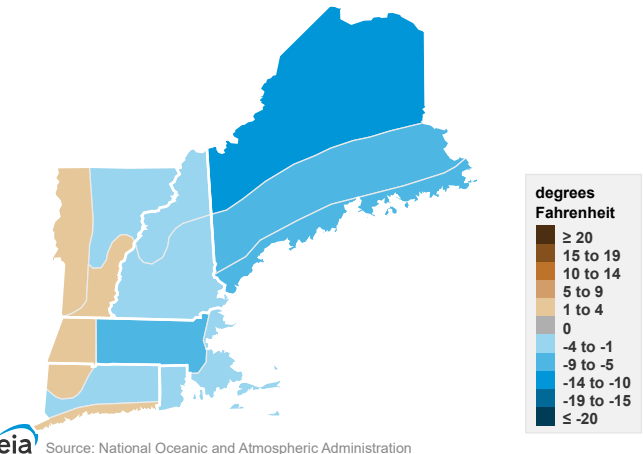 degrees
Fahrenheit
≥ 20
15 to 19
10 to 14
5 to 9
1 to 4
0
-4 to -1
-9 to -5
-14 to -10
-19 to -15
≤ -20
eia
Source: National Oceanic and Atmospheric Administration